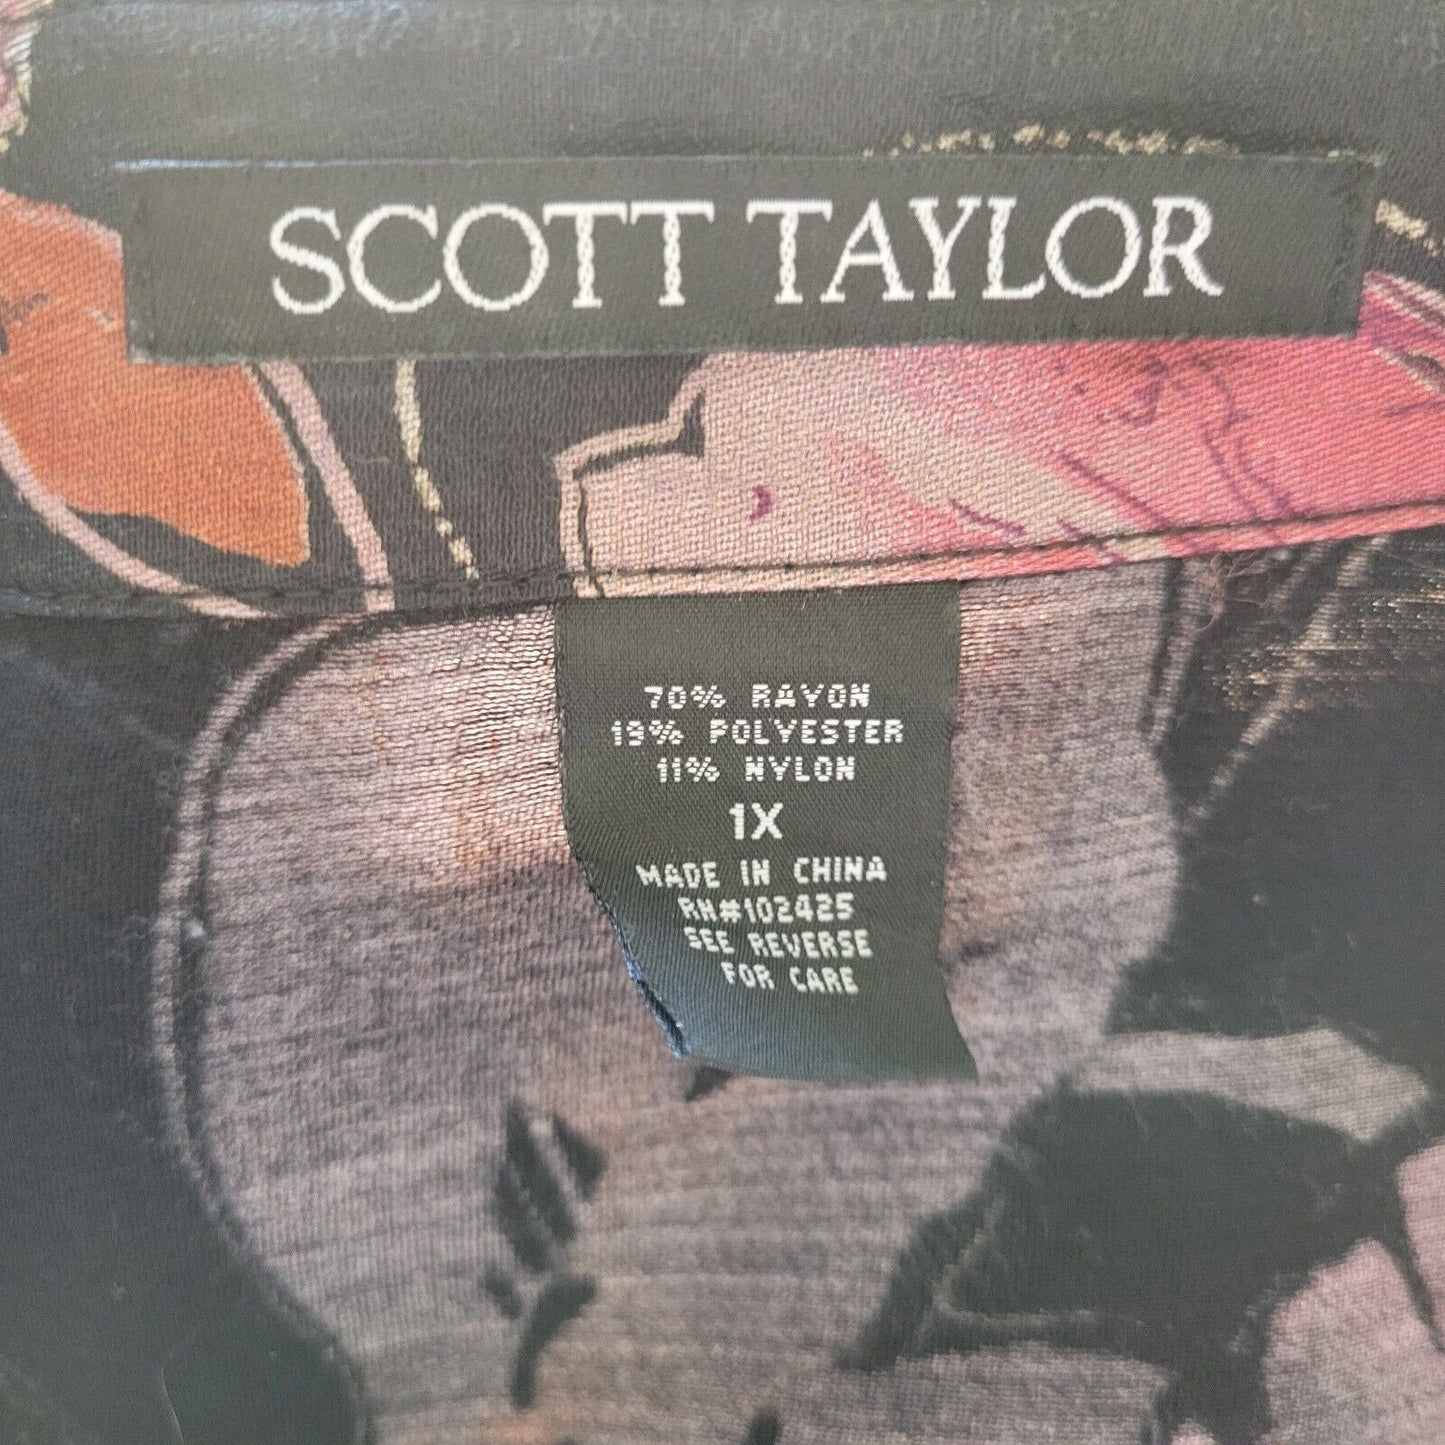 SCOTT TAYLOR
70% RAYON
19% POLYESTER
11% NYLON
1X
MADE IN CHINA
RN#102425
SEE REVERSE
FOR CARE